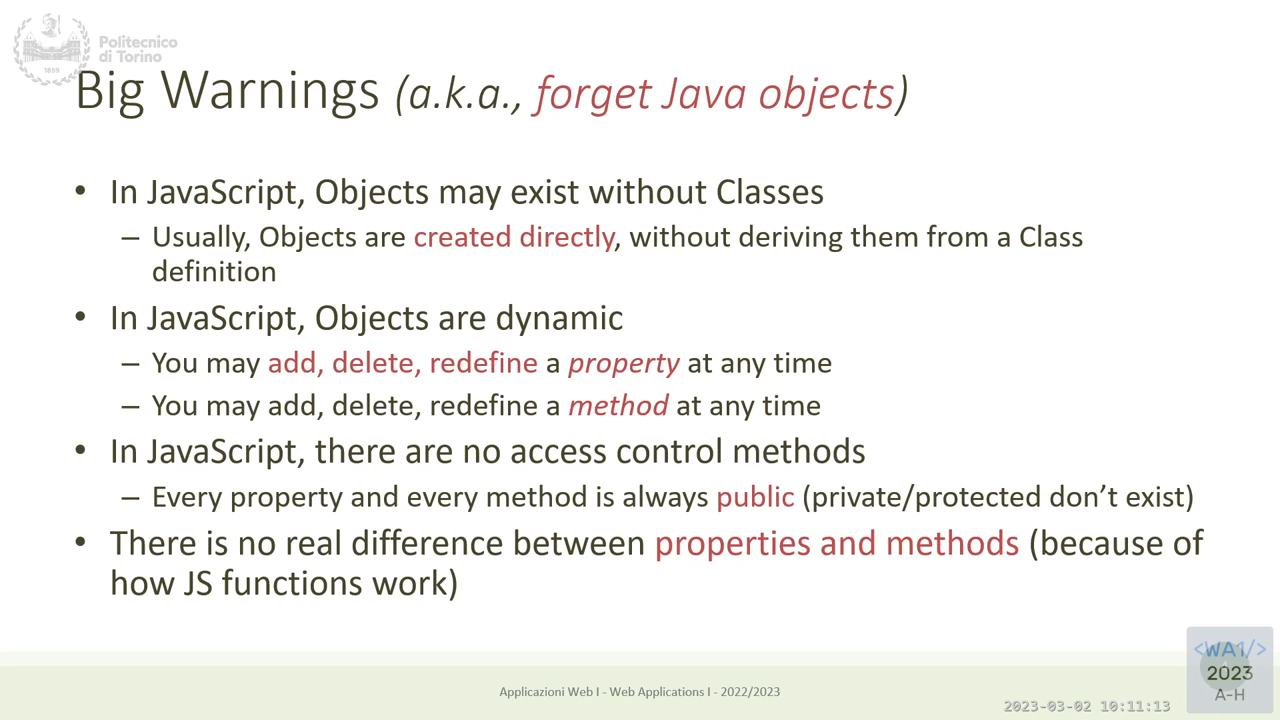 Politecnico
di Torino
1859
Big Warnings (a.k.a., forget Java objects)
• In JavaScript, Objects may exist without Classes
– Usually, Objects are created directly, without deriving them from a Class
definition
• In JavaScript, Objects are dynamic
– You may add, delete, redefine a property at any time
– You may add, delete, redefine a method at any time
• In JavaScript, there are no access control methods
– Every property and every method is always public (private/protected don’t exist)
• There is no real difference between properties and methods (because of
how JS functions work)
Applicazioni Web I - Web Applications I - 2022/2023
2023-03-02 10:11:13
<WA1/>
2023
A-H